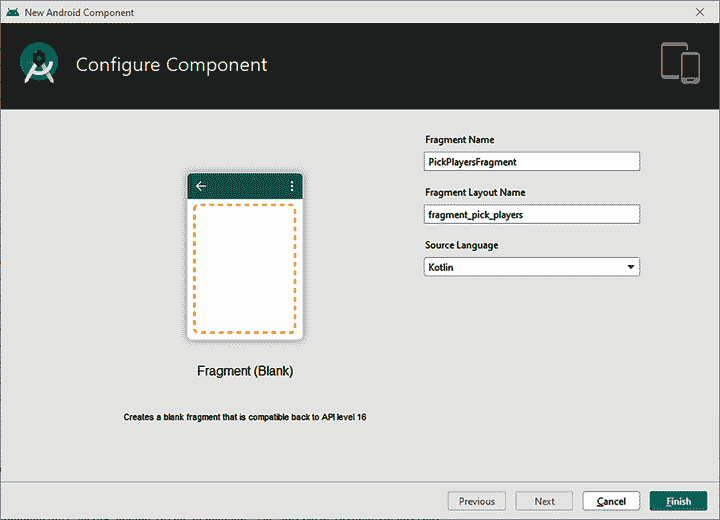 New Android Component
Configure Component
Fragment Name
PickPlayersFragment
Fragment Layout Name
fragment_pick_players
Source Language
Kotlin
Fragment (Blank)
Creates a blank fragment that is compatible back to API level 16
Previous
Next
Cancel
Finish